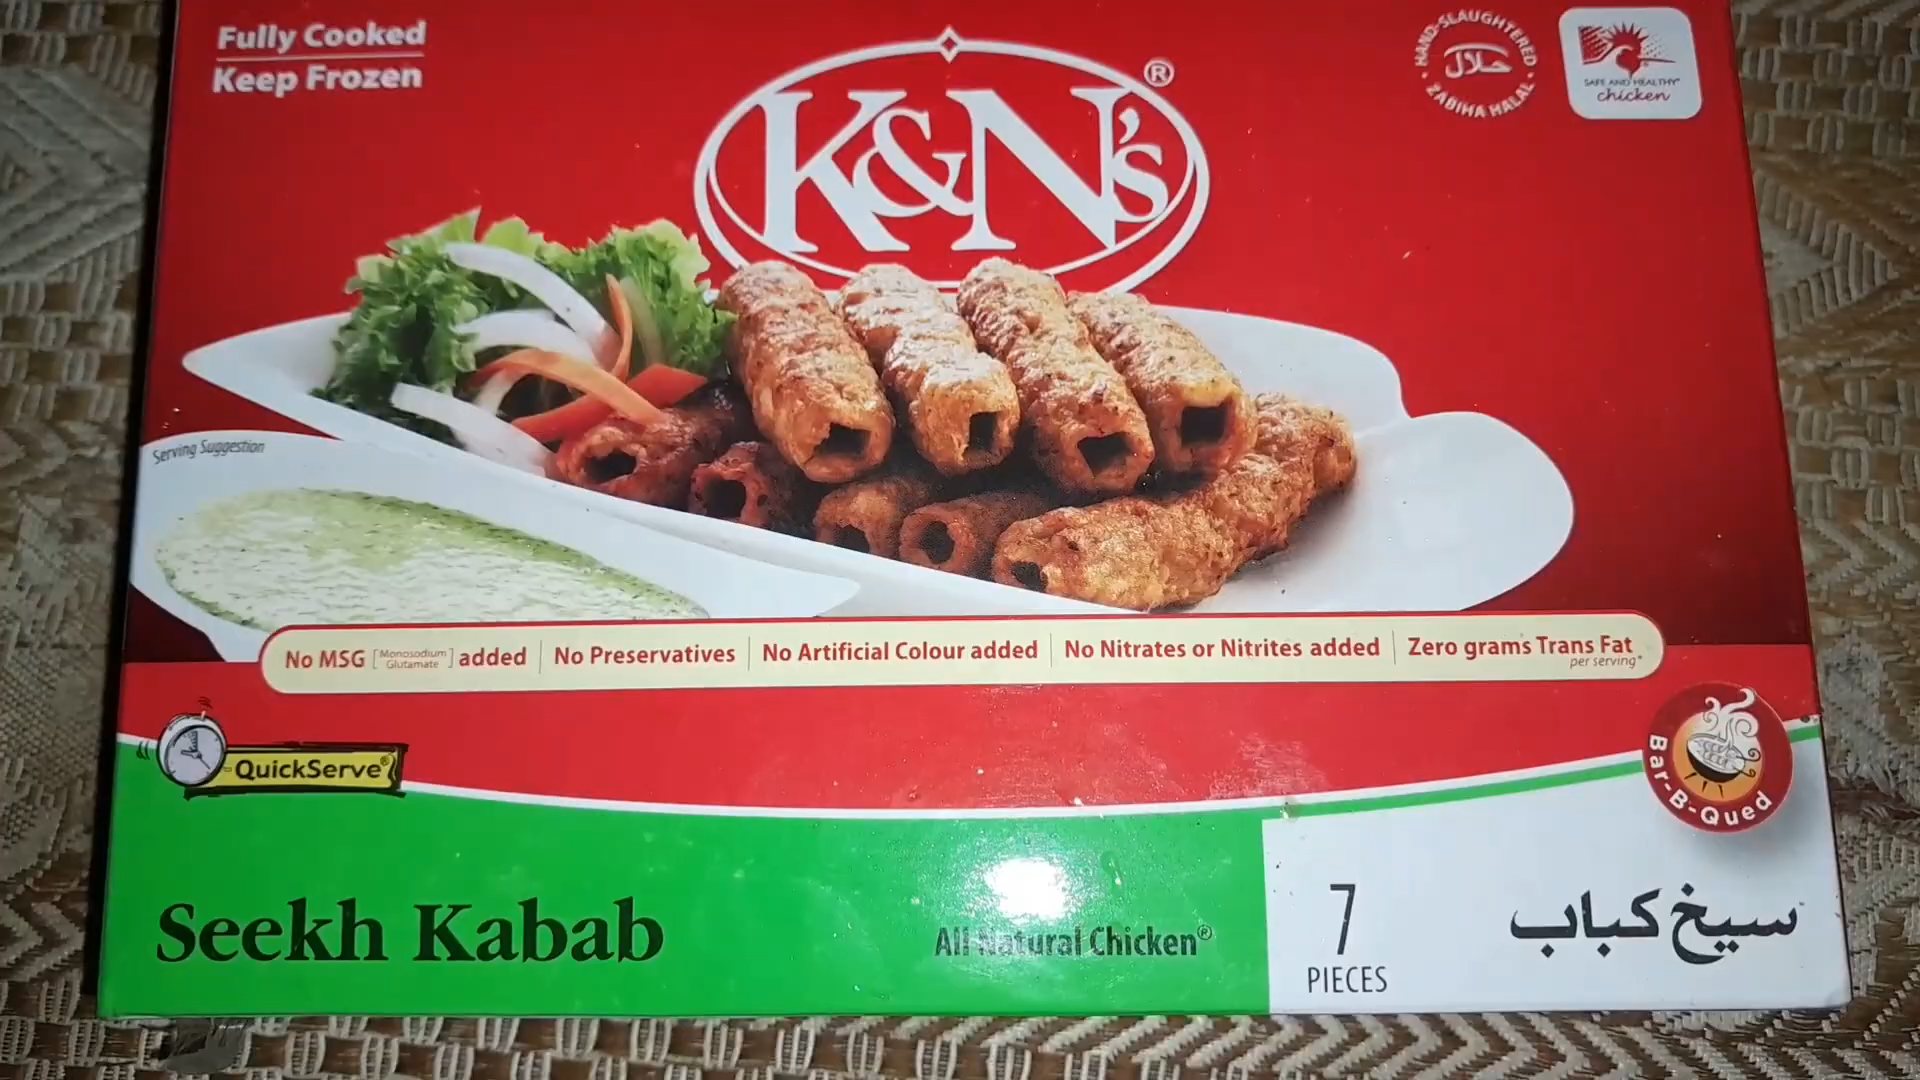 Fully Cooked
Keep Frozen
K&N's®
HAND-SLAUGHTERED
حلال
ZABIHA HALAL
SAFE AND HEALTHY
chicken
Serving Suggestion
No MSG [Monosodium Glutamate] added | No Preservatives | No Artificial Colour added | No Nitrates or Nitrites added | Zero grams Trans Fat
per serving*
QuickServe®
Bar-B-Qued
Seekh Kabab
All Natural Chicken®
7
PIECES
سیخ کباب